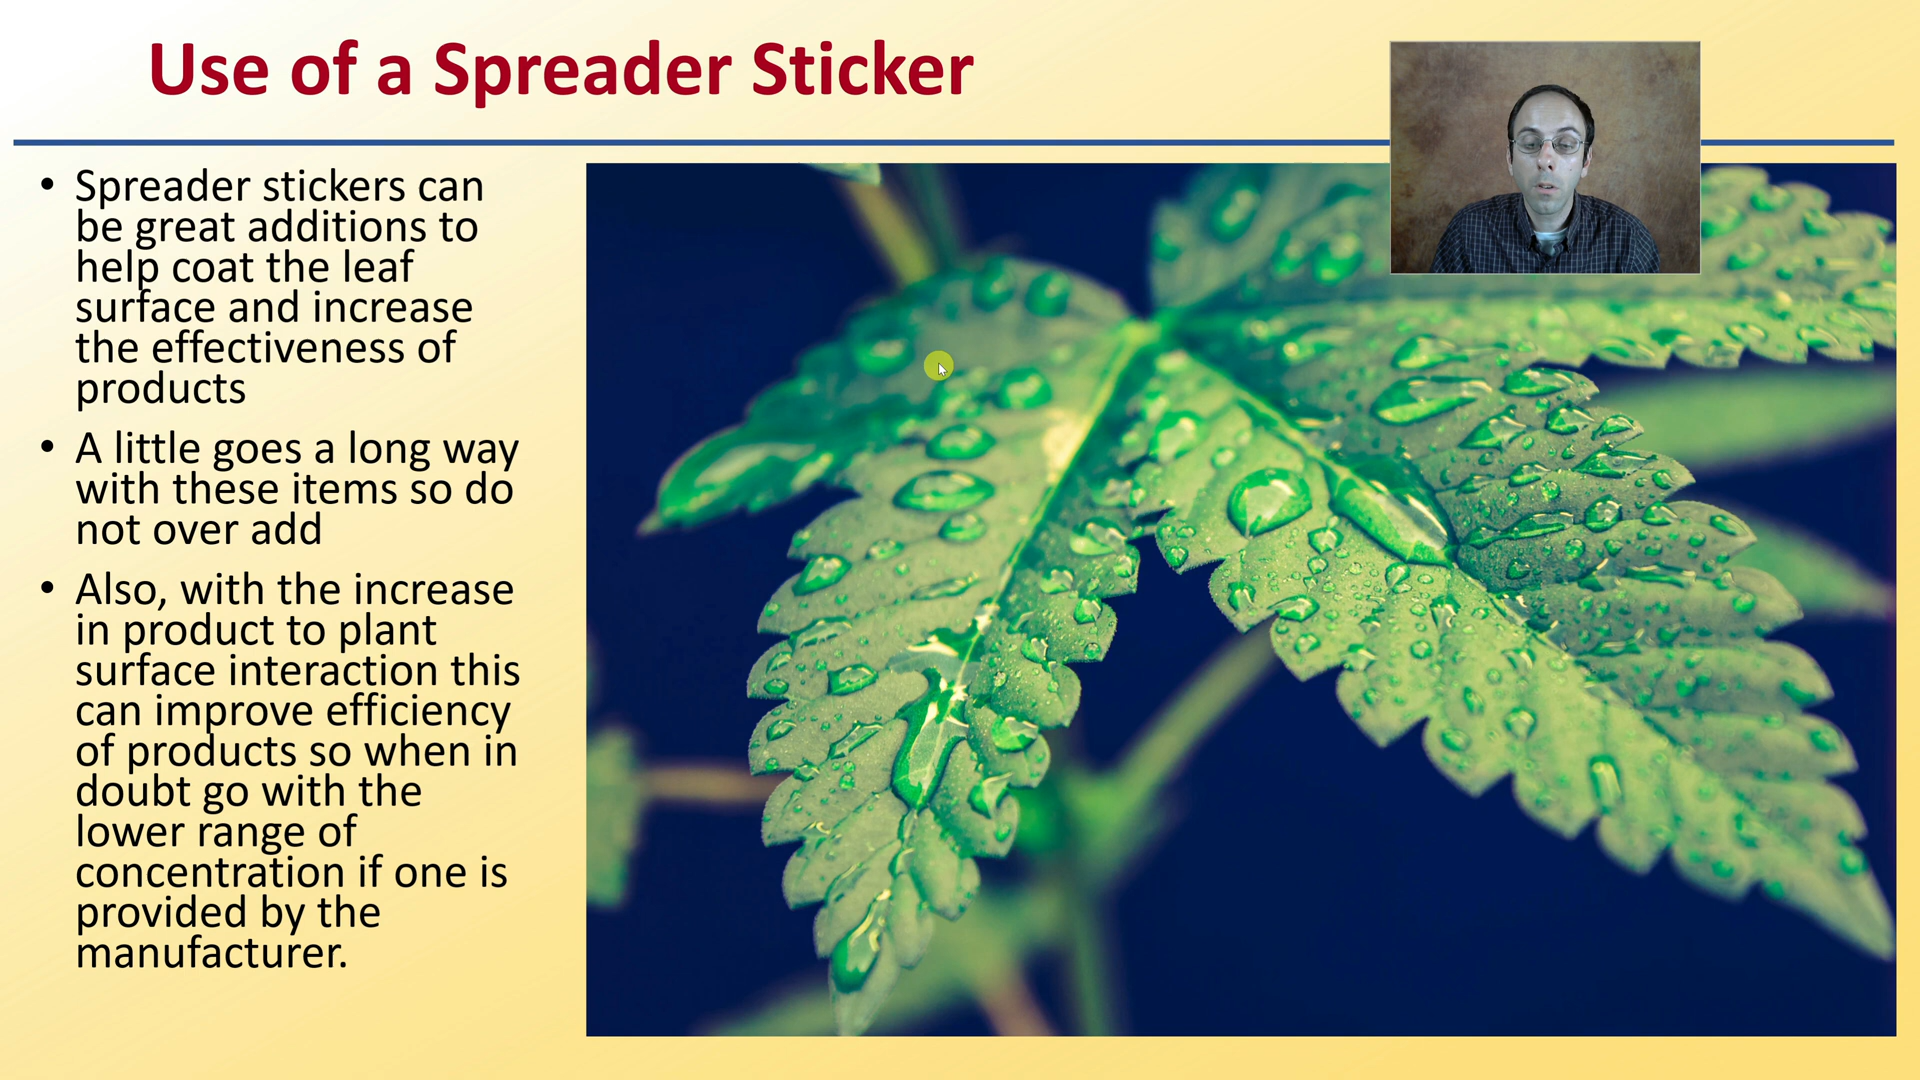 Use of a Spreader Sticker
• Spreader stickers can
be great additions to
help coat the leaf
surface and increase
the effectiveness of
products
• A little goes a long way
with these items so do
not over add
• Also, with the increase
in product to plant
surface interaction this
can improve efficiency
of products so when in
doubt go with the
lower range of
concentration if one is
provided by the
manufacturer.